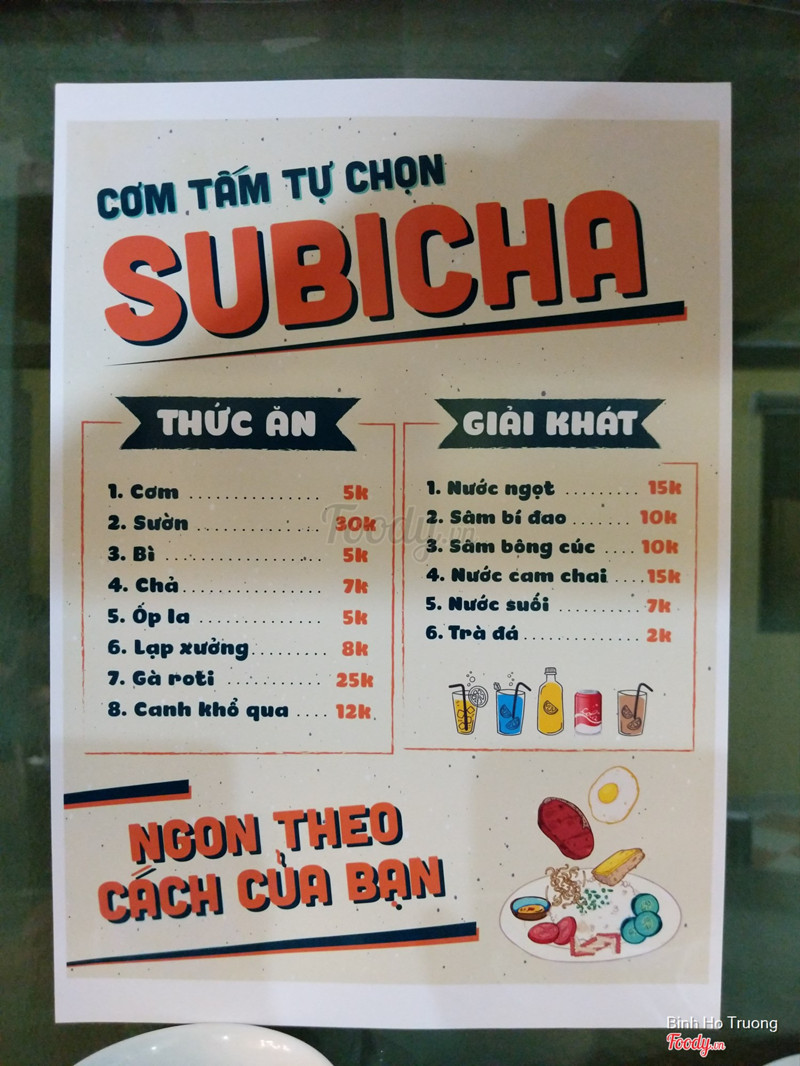 CƠM TẤM TỰ CHỌN
SUBICHA
THỨC ĂN
1. Cơm .............. 5k
2. Sườn ............. 30k
3. Bì ................. 5k
4. Chả ............... 7k
5. Ốp la ............. 5k
6. Lạp xưởng ......... 8k
7. Gà roti ........... 25k
8. Canh khổ qua .... 12k
GIẢI KHÁT
1. Nước ngọt ........ 15k
2. Sâm bí đao ....... 10k
3. Sâm bông cúc .... 10k
4. Nước cam chai .... 15k
5. Nước suối ........ 7k
6. Trà đá ............ 2k
NGON THEO
CÁCH CỦA BẠN
Foody.vn
Binh Ho Truong
Foody.vn